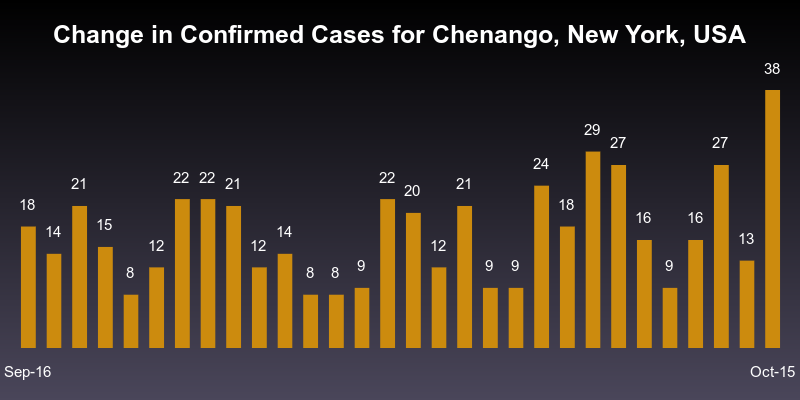 Change in Confirmed Cases for Chenango, New York, USA
18 14 21 15 8 12 22 22 21 12 14 8 8 9 22 20 12 21 9 9 24 18 29 27 16 9 16 27 13 38
Sep-16 Oct-15